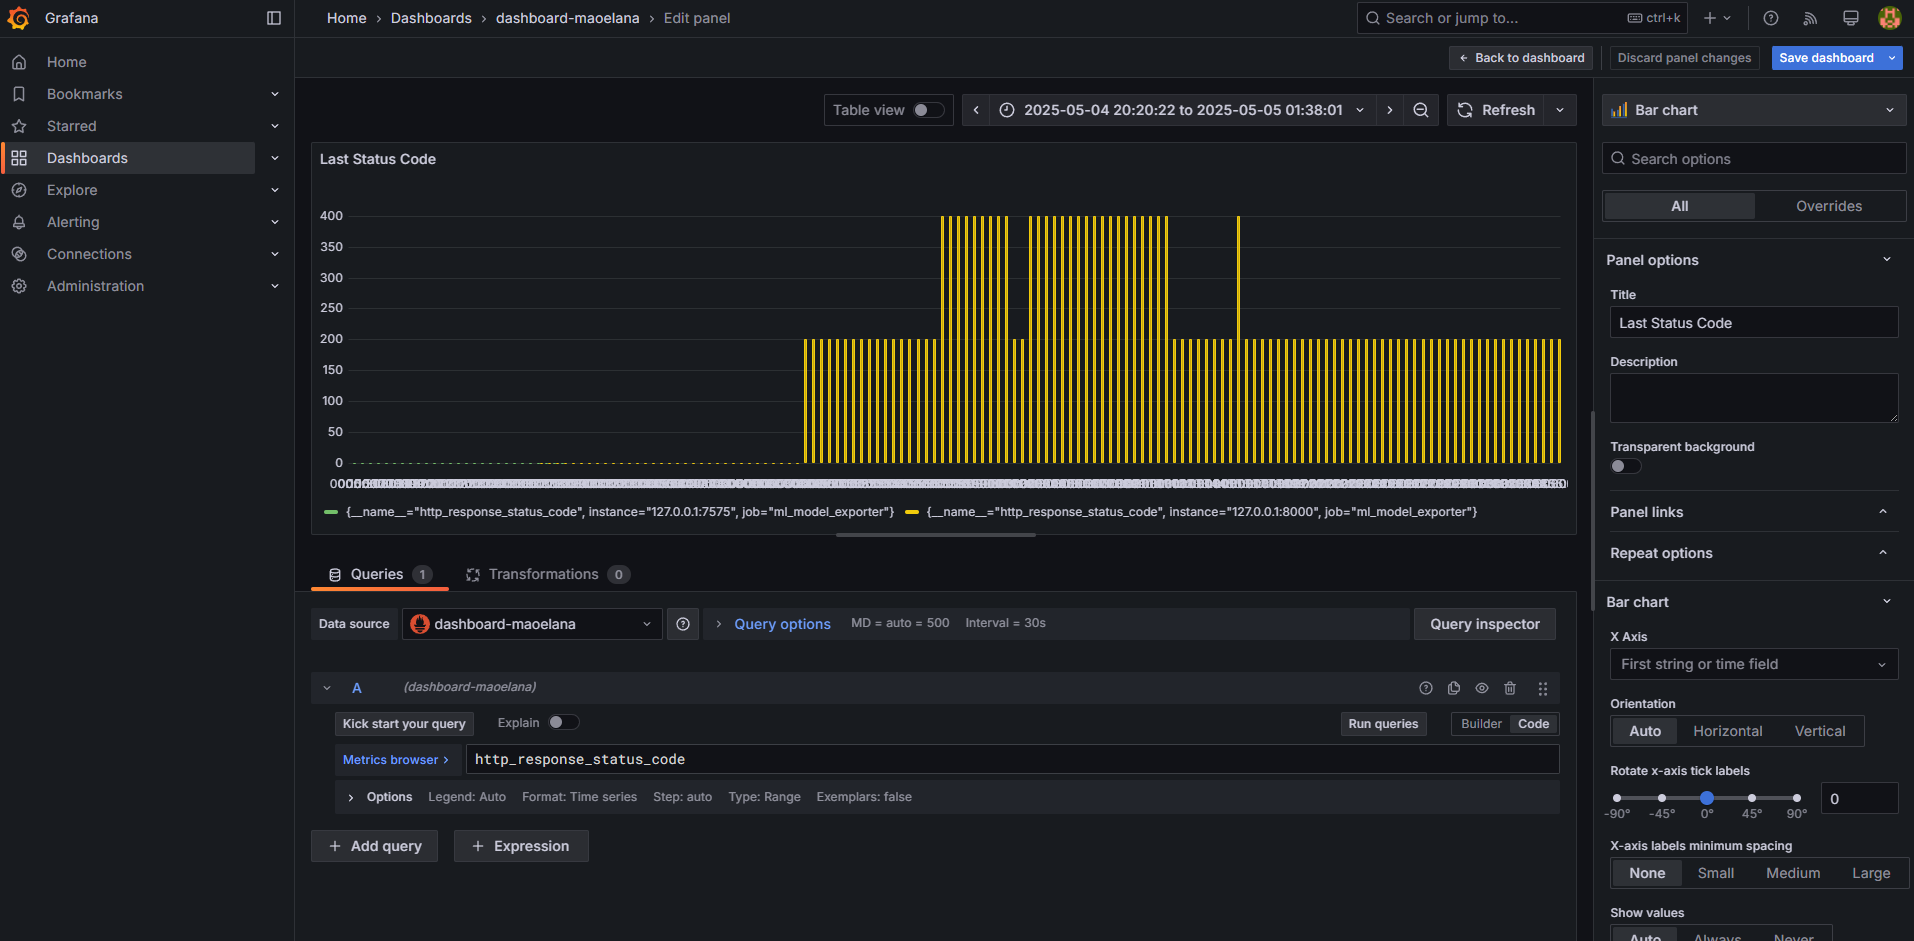 Grafana
Home › Dashboards › dashboard-maoelana › Edit panel
Search or jump to... ctrl+k
Home
Bookmarks
Starred
Dashboards
Explore
Alerting
Connections
Administration
Back to dashboard
Discard panel changes
Save dashboard
Table view
2025-05-04 20:20:22 to 2025-05-05 01:38:01
Refresh
Last Status Code
400
350
300
250
200
150
100
50
0
{__name__="http_response_status_code", instance="127.0.0.1:7575", job="ml_model_exporter"}
{__name__="http_response_status_code", instance="127.0.0.1:8000", job="ml_model_exporter"}
Queries 1
Transformations 0
Data source
dashboard-maoelana
Query options MD = auto = 500 Interval = 30s
Query inspector
A (dashboard-maoelana)
Kick start your query
Explain
Run queries
Builder Code
Metrics browser › http_response_status_code
Options Legend: Auto Format: Time series Step: auto Type: Range Exemplars: false
+ Add query
+ Expression
Bar chart
Search options
All Overrides
Panel options
Title
Last Status Code
Description
Transparent background
Panel links
Repeat options
Bar chart
X Axis
First string or time field
Orientation
Auto Horizontal Vertical
Rotate x-axis tick labels
0
-90° -45° 0° 45° 90°
X-axis labels minimum spacing
None Small Medium Large
Show values
Auto Always Never